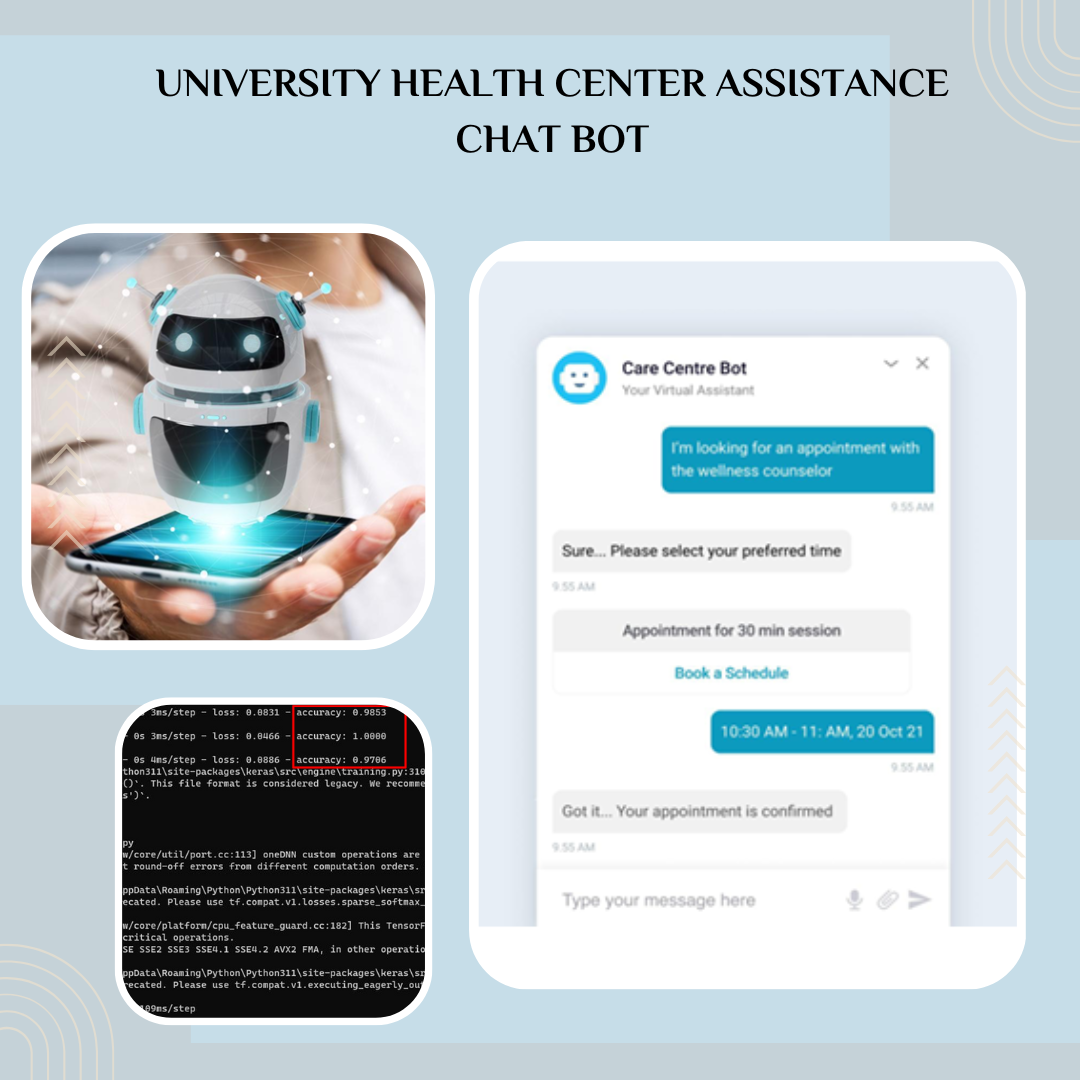 UNIVERSITY HEALTH CENTER ASSISTANCE
CHAT BOT
Care Centre Bot
Your Virtual Assistant
I'm looking for an appointment with
the wellness counselor
9.55 AM
Sure... Please select your preferred time
9.55 AM
Appointment for 30 min session
Book a Schedule
10:30 AM - 11: AM, 20 Oct 21
9.55 AM
Got it... Your appointment is confirmed
9.55 AM
Type your message here
3ms/step - loss: 0.0831 - accuracy: 0.9853
0s 3ms/step - loss: 0.0466 - accuracy: 1.0000
- 0s 4ms/step - loss: 0.0886 - accuracy: 0.9706
thon311\site-packages\keras\src\engine\training.py:310
()`. This file format is considered legacy. We recomme
s')`.
py
w/core/util/port.cc:113] oneDNN custom operations are
t round-off errors from different computation orders.
ppData\Roaming\Python\Python311\site-packages\keras\sr
ecated. Please use tf.compat.v1.losses.sparse_softmax_
w/core/platform/cpu_feature_guard.cc:182] This TensorF
critical operations.
SE SSE2 SSE3 SSE4.1 SSE4.2 AVX2 FMA, in other operatio
ppData\Roaming\Python\Python311\site-packages\keras\sr
recated. Please use tf.compat.v1.executing_eagerly_ou
09ms/step